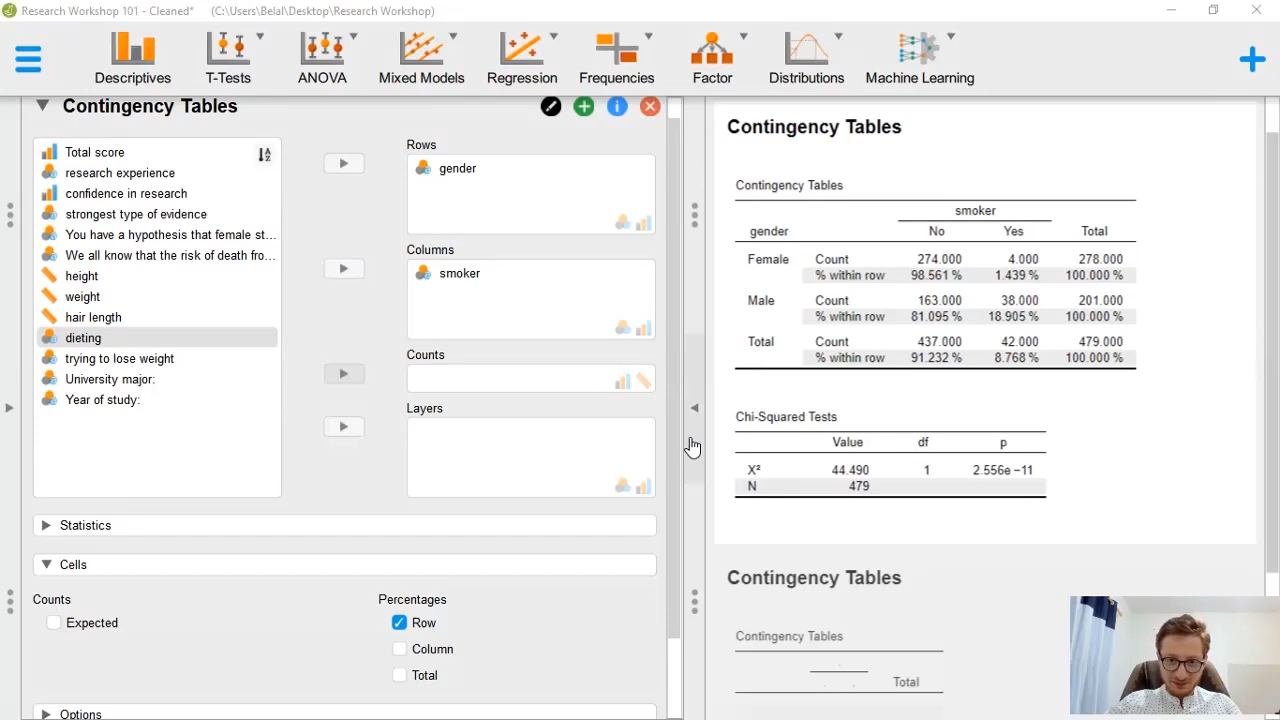 Research Workshop 101 - Cleaned* (C:\Users\Belal\Desktop\Research Workshop)
Descriptives T-Tests ANOVA Mixed Models Regression Frequencies Factor Distributions Machine Learning
Contingency Tables
Total score
research experience
confidence in research
strongest type of evidence
You have a hypothesis that female st...
We all know that the risk of death fro...
height
weight
hair length
dieting
trying to lose weight
University major:
Year of study:
Rows
gender
Columns
smoker
Counts
Layers
Statistics
Cells
Counts
Expected
Percentages
Row
Column
Total
Options
Contingency Tables
Contingency Tables
smoker
gender No Yes Total
Female Count 274.000 4.000 278.000
% within row 98.561 % 1.439 % 100.000 %
Male Count 163.000 38.000 201.000
% within row 81.095 % 18.905 % 100.000 %
Total Count 437.000 42.000 479.000
% within row 91.232 % 8.768 % 100.000 %
Chi-Squared Tests
Value df p
X² 44.490 1 2.556e −11
N 479
Contingency Tables
Contingency Tables
Total